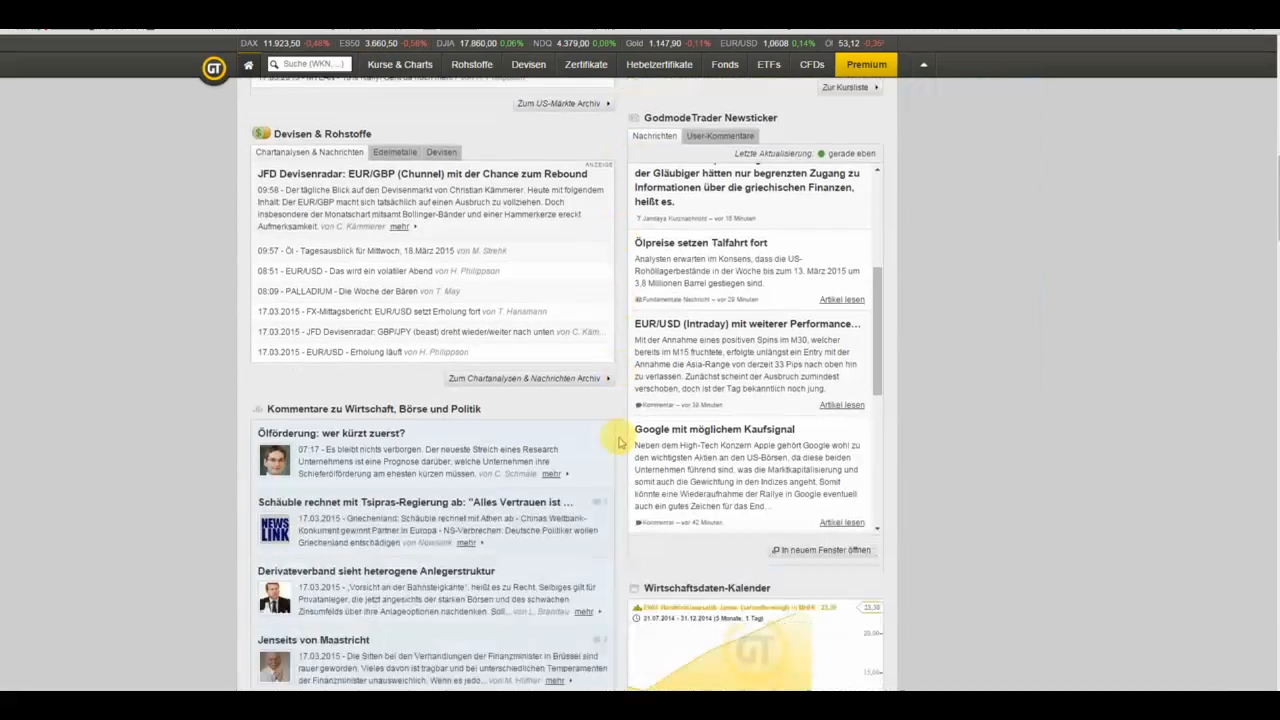 DAX 11.923,50 -0,46% ES50 3.660,50 -0,56% DJIA 17.860,00 0,06% NDQ 4.379,00 0,08% Gold 1.147,90 -0,11% EUR/USD 1,0608 0,14% Öl 53,12 -0,35%
GT Suche (WKN, ...) Kurse & Charts Rohstoffe Devisen Zertifikate Hebelzertifikate Fonds ETFs CFDs Premium
Zum US-Märkte Archiv
Devisen & Rohstoffe
Chartanalysen & Nachrichten Edelmetalle Devisen
ANZEIGE
JFD Devisenradar: EUR/GBP (Chunnel) mit der Chance zum Rebound
09:58 - Der tägliche Blick auf den Devisenmarkt von Christian Kämmerer. Heute mit folgendem
Inhalt: Der EUR/GBP macht sich tatsächlich auf einen Ausbruch zu vollziehen. Doch
insbesondere der Monatschart mitsamt Bollinger-Bänder und einer Hammerkerze ereckt
Aufmerksamkeit. von C. Kämmerer mehr
09:57 - Öl - Tagesausblick für Mittwoch, 18.März 2015 von M. Strehk
08:51 - EUR/USD - Das wird ein volatiler Abend von H. Philippson
08:09 - PALLADIUM - Die Woche der Bären von T. May
17.03.2015 - FX-Mittagsbericht: EUR/USD setzt Erholung fort von T. Hansmann
17.03.2015 - JFD Devisenradar: GBP/JPY (beast) dreht wieder/weiter nach unten von C. Käm...
17.03.2015 - EUR/USD - Erholung läuft von H. Philippson
Zum Chartanalysen & Nachrichten Archiv
Kommentare zu Wirtschaft, Börse und Politik
Ölförderung: wer kürzt zuerst?
07:17 - Es bleibt nichts verborgen. Der neueste Streich eines Research
Unternehmens ist eine Prognose darüber, welche Unternehmen ihre
Schieferölförderung am ehesten kürzen müssen. von C. Schmale mehr
Schäuble rechnet mit Tsipras-Regierung ab: "Alles Vertrauen ist ...
NEWS LINK
17.03.2015 - Griechenland: Schäuble rechnet mit Athen ab - Chinas Weltbank-
Konkument gewinnt Partner in Europa - NS-Verbrechen: Deutsche Politiker wollen
Griechenland entschädigen von Newslink mehr
Derivateverband sieht heterogene Anlegerstruktur
17.03.2015 - „Vorsicht an der Bahnsteigkante“, heißt es zu Recht. Selbiges gilt für
Privatanleger, die jetzt angesichts der starken Börsen und des schwachen
Zinsumfelds über ihre Anlageoptionen nachdenken. Soll... von L. Brandau mehr
Jenseits von Maastricht
17.03.2015 - Die Sitten bei den Verhandlungen der Finanzminister in Brüssel sind
rauer geworden. Vieles davon ist tragbar und bei unterschiedlichen Temperamenten
der Finanzminister unausweichlich. Wenn es jedo... von M. Hüfner mehr
Zur Kursliste
GodmodeTrader Newsticker
Nachrichten User-Kommentare
Letzte Aktualisierung: gerade eben
der Gläubiger hätten nur begrenzten Zugang zu
Informationen über die griechischen Finanzen,
heißt es.
Jandaya Kurznachricht – vor 15 Minuten
Ölpreise setzen Talfahrt fort
Analysten erwarten im Konsens, dass die US-
Rohöllagerbestände in der Woche bis zum 13. März 2015 um
3,8 Millionen Barrel gestiegen sind.
Fundamentale Nachricht – vor 29 Minuten Artikel lesen
EUR/USD (Intraday) mit weiterer Performance...
Mit der Annahme eines positiven Spins im M30, welcher
bereits im M15 fruchtete, erfolgte unlängst ein Entry mit der
Annahme die Asia-Range von derzeit 33 Pips nach oben hin
zu verlassen. Zunächst scheint der Ausbruch zumindest
verschoben, doch ist der Tag bekanntlich noch jung.
Kommentar – vor 38 Minuten Artikel lesen
Google mit möglichem Kaufsignal
Neben dem High-Tech Konzern Apple gehört Google wohl zu
den wichtigsten Aktien an den US-Börsen, da diese beiden
Unternehmen führend sind, was die Marktkapitalisierung und
somit auch die Gewichtung in den Indizes angeht. Somit
könnte eine Wiederaufnahme der Rallye in Google eventuell
auch ein gutes Zeichen für das End...
Kommentar – vor 42 Minuten Artikel lesen
In neuem Fenster öffnen
Wirtschaftsdaten-Kalender
23,30 23,30
21.07.2014 - 31.12.2014 (5 Monate, 1 Tag)
20,00
GT
15,00